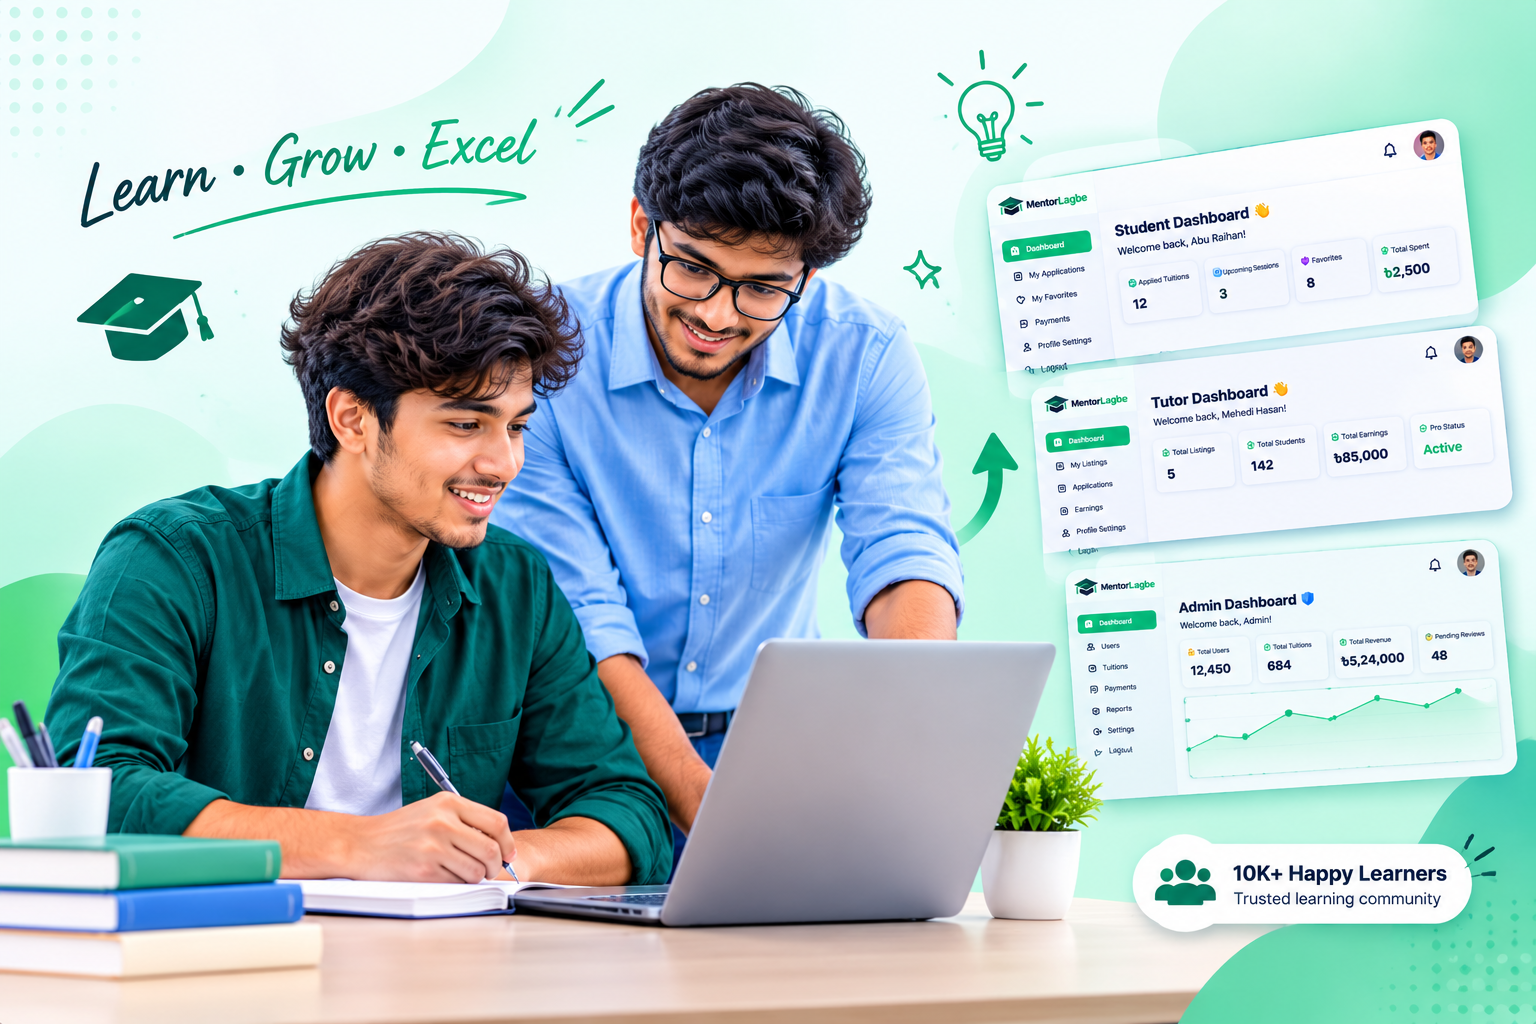 Learn • Grow • Excel
MentorLagbe
Dashboard
My Applications
My Favorites
Payments
Profile Settings
Logout
Student Dashboard 👋
Welcome back, Abu Raihan!
Applied Tuitions
12
Upcoming Sessions
3
Favorites
8
Total Spent
৳2,500
MentorLagbe
Dashboard
My Listings
Applications
Earnings
Profile Settings
Tutor Dashboard 👋
Welcome back, Mehedi Hasan!
Total Listings
5
Total Students
142
Total Earnings
৳85,000
Pro Status
Active
MentorLagbe
Dashboard
Users
Tuitions
Payments
Reports
Settings
Logout
Admin Dashboard
Welcome back, Admin!
Total Users
12,450
Total Tuitions
684
Total Revenue
৳5,24,000
Pending Reviews
48
10K+ Happy Learners
Trusted learning community